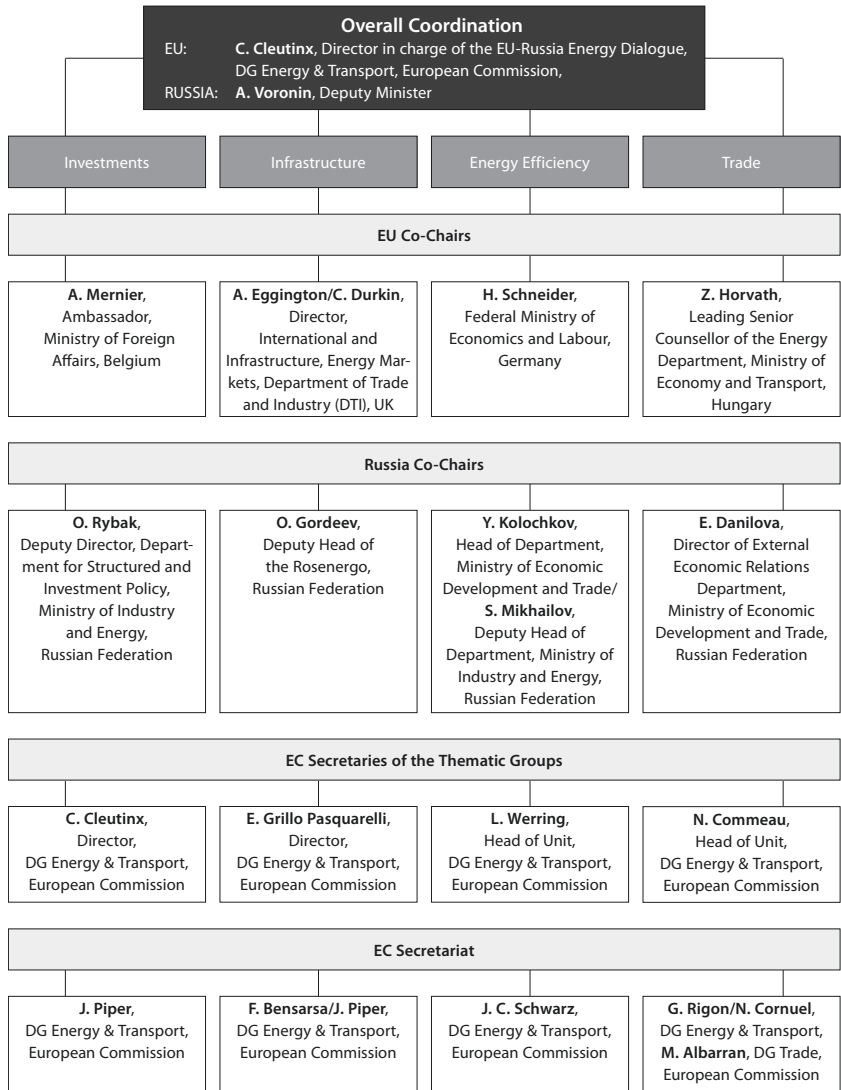 Overall Coordination
EU: C. Cleutinx, Director in charge of the EU-Russia Energy Dialogue,
DG Energy & Transport, European Commission,
RUSSIA: A. Voronin, Deputy Minister
Investments
Infrastructure
Energy Efficiency
Trade
EU Co-Chairs
A. Mernier,
Ambassador,
Ministry of Foreign
Affairs, Belgium
A. Eggington/C. Durkin,
Director,
International and
Infrastructure, Energy Mar-
kets, Department of Trade
and Industry (DTI), UK
H. Schneider,
Federal Ministry of
Economics and Labour,
Germany
Z. Horvath,
Leading Senior
Counsellor of the Energy
Department, Ministry of
Economy and Transport,
Hungary
Russia Co-Chairs
O. Rybak,
Deputy Director, Depart-
ment for Structured and
Investment Policy,
Ministry of Industry
and Energy,
Russian Federation
O. Gordeev,
Deputy Head of
the Rosenergo,
Russian Federation
Y. Kolochkov,
Head of Department,
Ministry of Economic
Development and Trade/
S. Mikhailov,
Deputy Head of
Department, Ministry of
Industry and Energy,
Russian Federation
E. Danilova,
Director of External
Economic Relations
Department,
Ministry of Economic
Development and Trade,
Russian Federation
EC Secretaries of the Thematic Groups
C. Cleutinx,
Director,
DG Energy & Transport,
European Commission
E. Grillo Pasquarelli,
Director,
DG Energy & Transport,
European Commission
L. Werring,
Head of Unit,
DG Energy & Transport,
European Commission
N. Commeau,
Head of Unit,
DG Energy & Transport,
European Commission
EC Secretariat
J. Piper,
DG Energy & Transport,
European Commission
F. Bensarsa/J. Piper,
DG Energy & Transport,
European Commission
J. C. Schwarz,
DG Energy & Transport,
European Commission
G. Rigon/N. Cornuel,
DG Energy & Transport,
M. Albarran, DG Trade,
European Commission